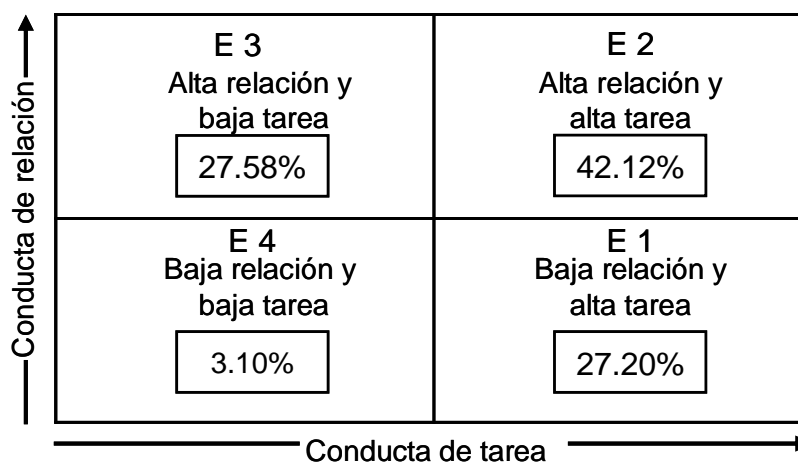 Conducta de relación
E 3
Alta relación y
baja tarea
27.58%
E 2
Alta relación y
alta tarea
42.12%
E 4
Baja relación y
baja tarea
3.10%
E 1
Baja relación y
alta tarea
27.20%
Conducta de tarea